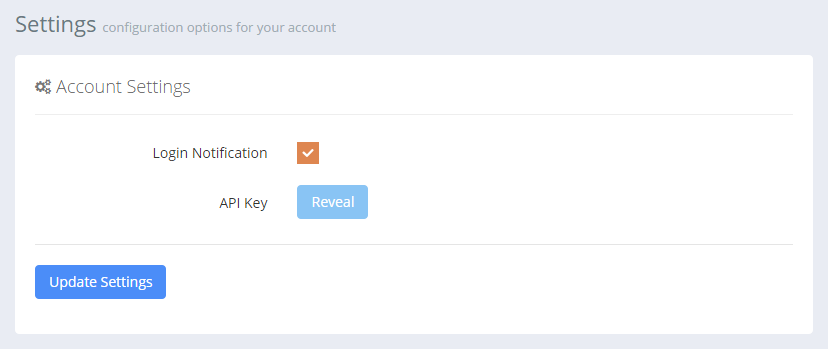 Settings configuration options for your account
Account Settings
Login Notification
API Key Reveal
Update Settings